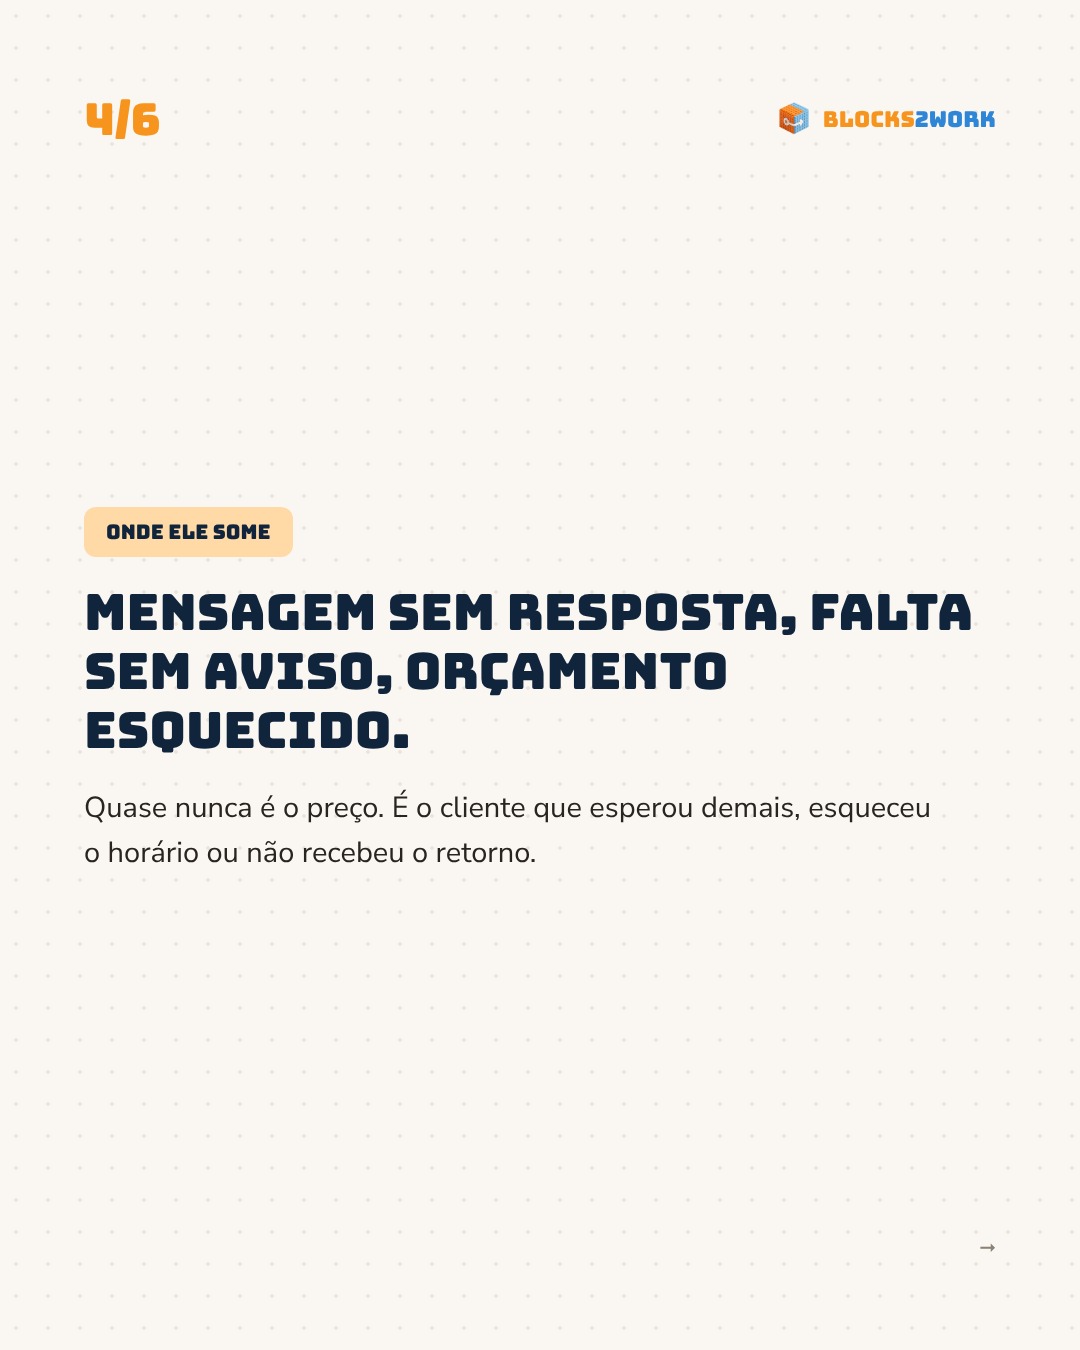 4/6
BLOCKS2WORK
ONDE ELE SOME
MENSAGEM SEM RESPOSTA, FALTA
SEM AVISO, ORÇAMENTO
ESQUECIDO.
Quase nunca é o preço. É o cliente que esperou demais, esqueceu
o horário ou não recebeu o retorno.
→